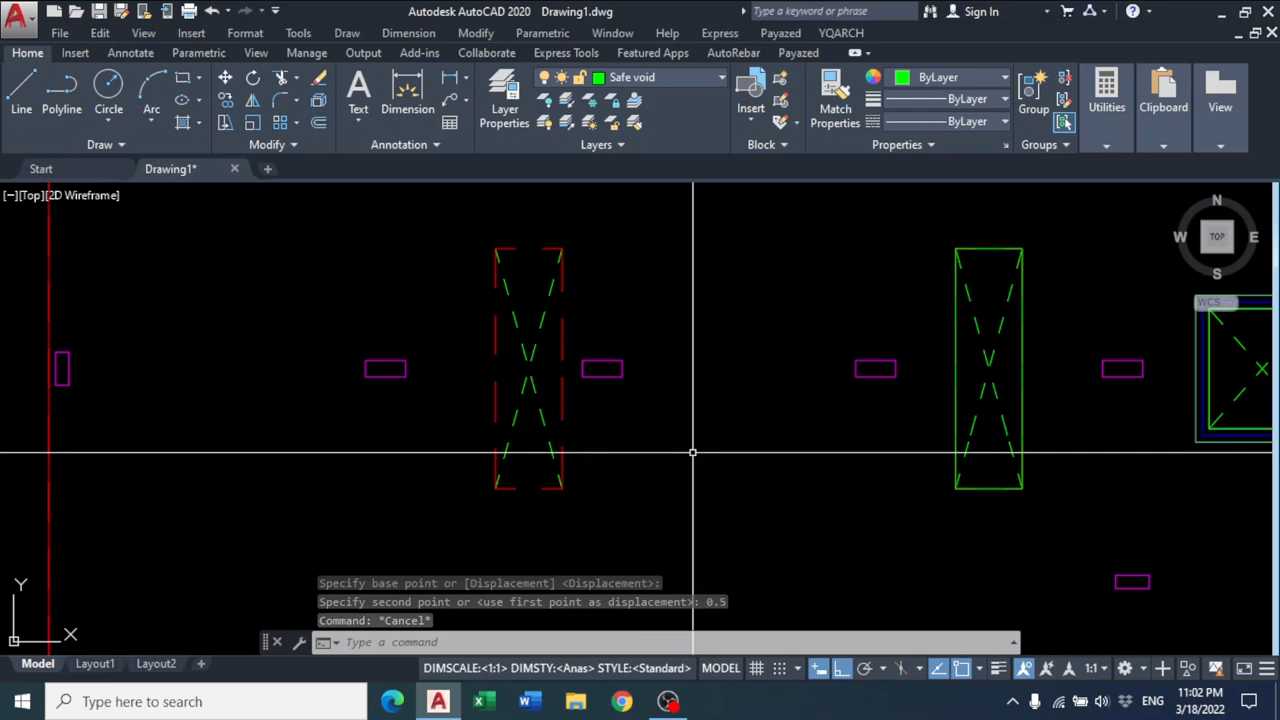 A Autodesk AutoCAD 2020 Drawing1.dwg Type a keyword or phrase Sign In
File Edit View Insert Format Tools Draw Dimension Modify Parametric Window Help Express Payazed YQARCH
Home Insert Annotate Parametric View Manage Output Add-ins Collaborate Express Tools Featured Apps AutoRebar Payazed
Line Polyline Circle Arc Text Dimension Layer Properties Safe void Insert Match Properties ByLayer Group Utilities Clipboard View
ByLayer
ByLayer
Draw Modify Annotation Layers Block Properties Groups
Start Drawing1*
[−][Top][2D Wireframe]
N
W TOP E
S
WCS
Specify base point or [Displacement] <Displacement>:
Specify second point or <use first point as displacement>: 0.5
Command: *Cancel*
Type a command
Y
X
Model Layout1 Layout2 DIMSCALE:<1:1> DIMSTY:<Anas> STYLE:<Standard> MODEL 1:1
Type here to search
ENG
11:02 PM
3/18/2022